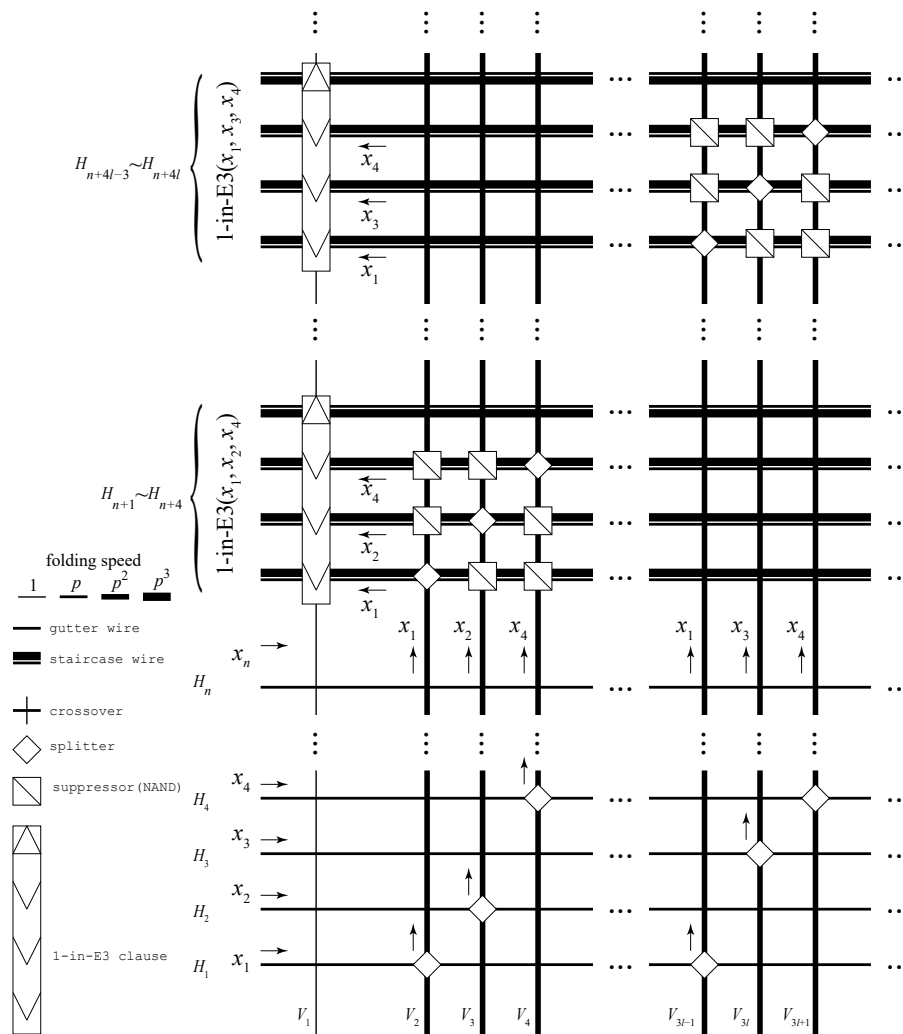 H_{n+4l−3}~H_{n+4l}
1-in-E3(x_1, x_3, x_4)
x_4
x_3
x_1
...
...
H_{n+1}~H_{n+4}
1-in-E3(x_1, x_2, x_4)
x_4
x_2
x_1
...
...
folding speed
1 p p^2 p^3
gutter wire
staircase wire
crossover
splitter
suppressor(NAND)
1-in-E3 clause
x_1 x_2 x_4 ... x_1 x_3 x_4
x_n
H_n
x_4
H_4
x_3
H_3
x_2
H_2
x_1
H_1
V_1 V_2 V_3 V_4 V_{3l−1} V_{3l} V_{3l+1}